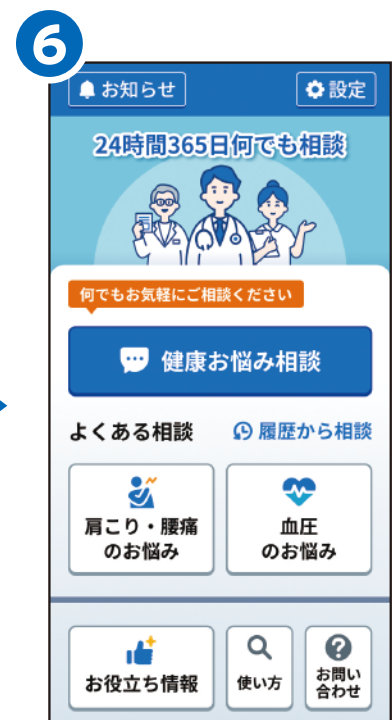 6
お知らせ
設定
24時間365日何でも相談
何でもお気軽にご相談ください
健康お悩み相談
よくある相談
履歴から相談
肩こり・腰痛
のお悩み
血圧
のお悩み
お役立ち情報
使い方
お問い
合わせ